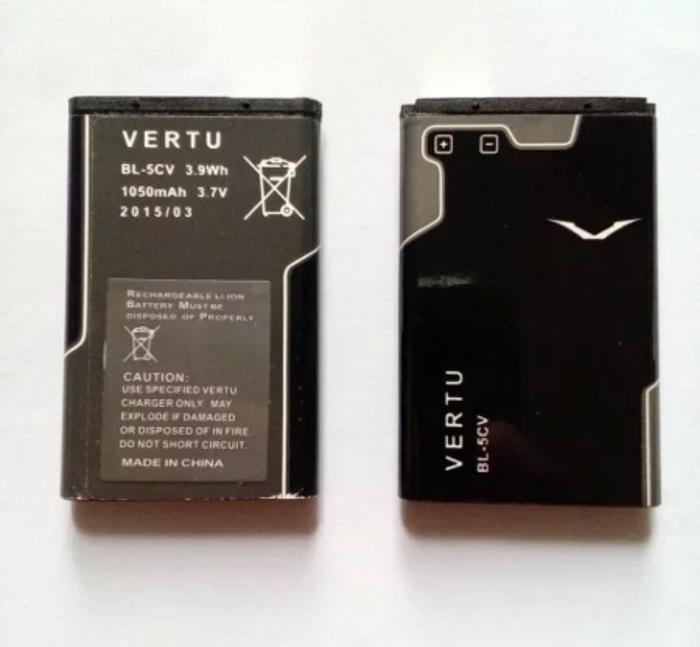 VERTU
BL-5CV 3.9Wh
1050mAh 3.7V
2015/03
RECHARGEABLE LI-ION
BATTERY MUST BE
DISPOSED OF PROPERLY
CAUTION:
USE SPECIFIED VERTU
CHARGER ONLY MAY
EXPLODE IF DAMAGED
OR DISPOSED OF IN FIRE
DO NOT SHORT CIRCUIT.
MADE IN CHINA
+ -
VERTU
BL-5CV